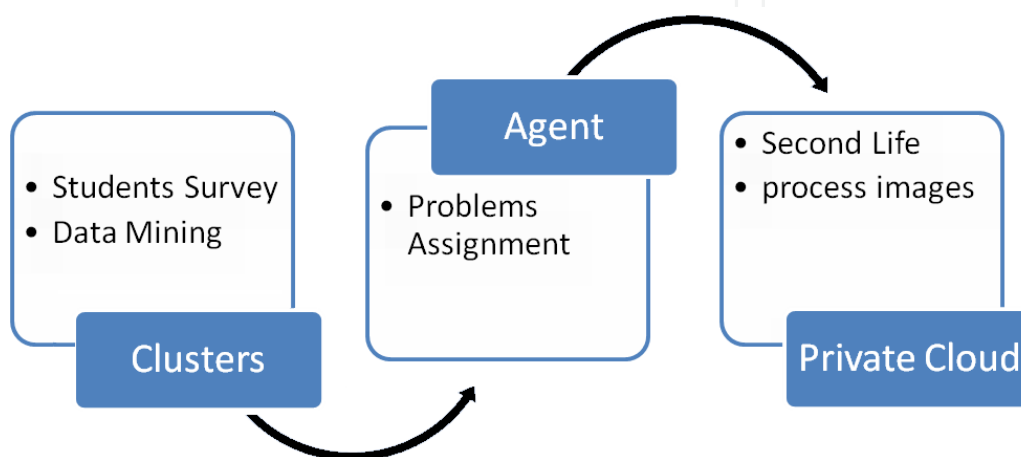 • Students Survey
• Data Mining
Clusters
Agent
• Problems
Assignment
• Second Life
• process images
Private Cloud